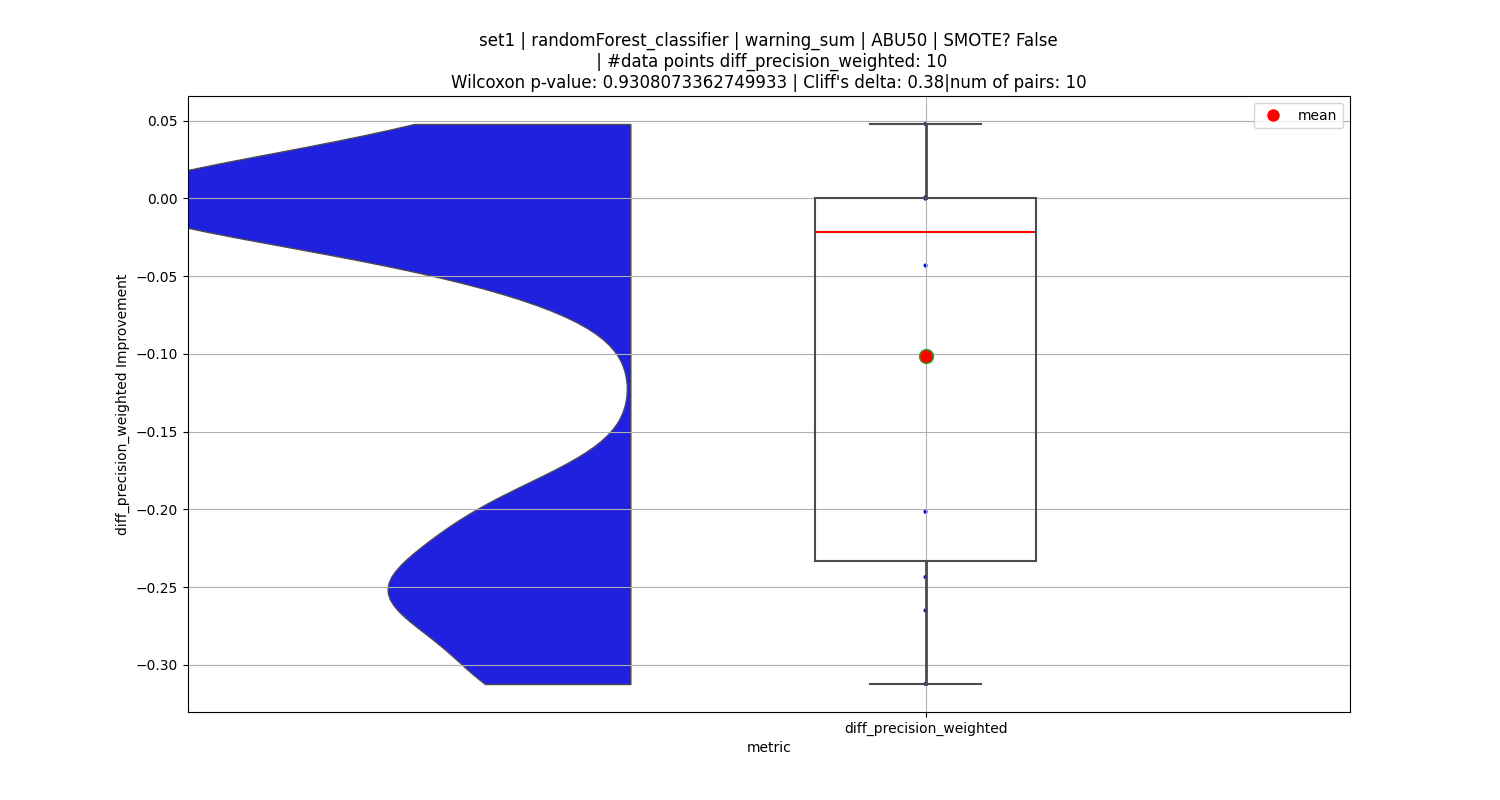 set1 | randomForest_classifier | warning_sum | ABU50 | SMOTE? False
| #data points diff_precision_weighted: 10
Wilcoxon p-value: 0.9308073362749933 | Cliff's delta: 0.38|num of pairs: 10
mean
0.05
0.00
−0.05
−0.10
−0.15
−0.20
−0.25
−0.30
diff_precision_weighted Improvement
diff_precision_weighted
metric